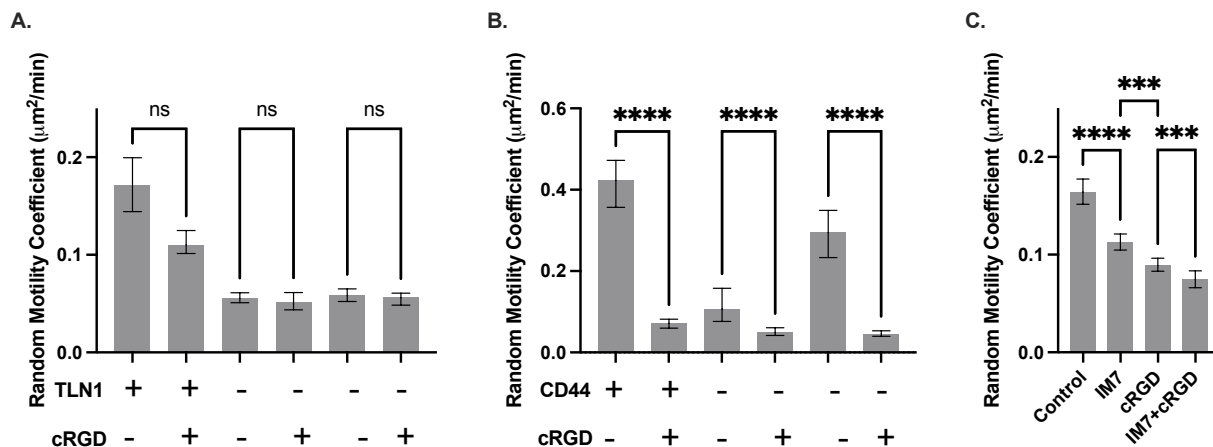 A.
Random Motility Coefficient (μm²/min)
ns
ns
ns
0.2
0.1
0.0
TLN1 + + - - - -
cRGD - + - + - +
B.
Random Motility Coefficient (μm²/min)
0.6
**** **** ****
0.4
0.2
0.0
CD44 + + - - - -
cRGD - + - + - +
C.
Random Motility Coefficient (μm²/min)
***
**** ***
0.2
0.1
0.0
Control
IM7
cRGD
IM7+cRGD